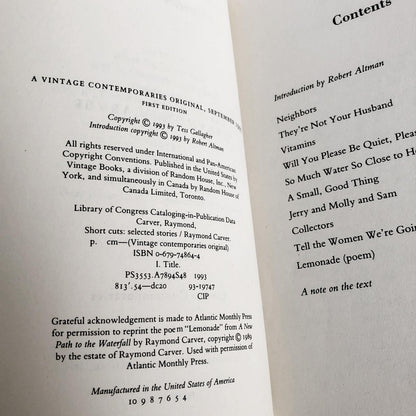 A VINTAGE CONTEMPORARIES ORIGINAL, SEPTEMBER 1993
FIRST EDITION
Copyright © 1993 by Tess Gallagher
Introduction copyright © 1993 by Robert Altman
All rights reserved under International and Pan-American
Copyright Conventions. Published in the United States by
Vintage Books, a division of Random House, Inc., New
York, and simultaneously in Canada by Random House of
Canada Limited, Toronto.
Library of Congress Cataloging-in-Publication Data
Carver, Raymond,
Short cuts: selected stories / Raymond Carver.
p. cm—(Vintage contemporaries original)
ISBN 0-679-74864-4
I. Title.
PS3553.A7894S48 1993
813'.54—dc20 93-19747
CIP
Grateful acknowledgement is made to Atlantic Monthly Press
for permission to reprint the poem "Lemonade" from A New
Path to the Waterfall by Raymond Carver, copyright © 1989
by the estate of Raymond Carver. Used with permission of
Atlantic Monthly Press.
Manufactured in the United States of America
10 9 8 7 6 5 4
Contents
Introduction by Robert Altman
Neighbors
They're Not Your Husband
Vitamins
Will You Please Be Quiet, Pleas
So Much Water So Close to Ho
A Small, Good Thing
Jerry and Molly and Sam
Collectors
Tell the Women We're Goin
Lemonade (poem)
A note on the text